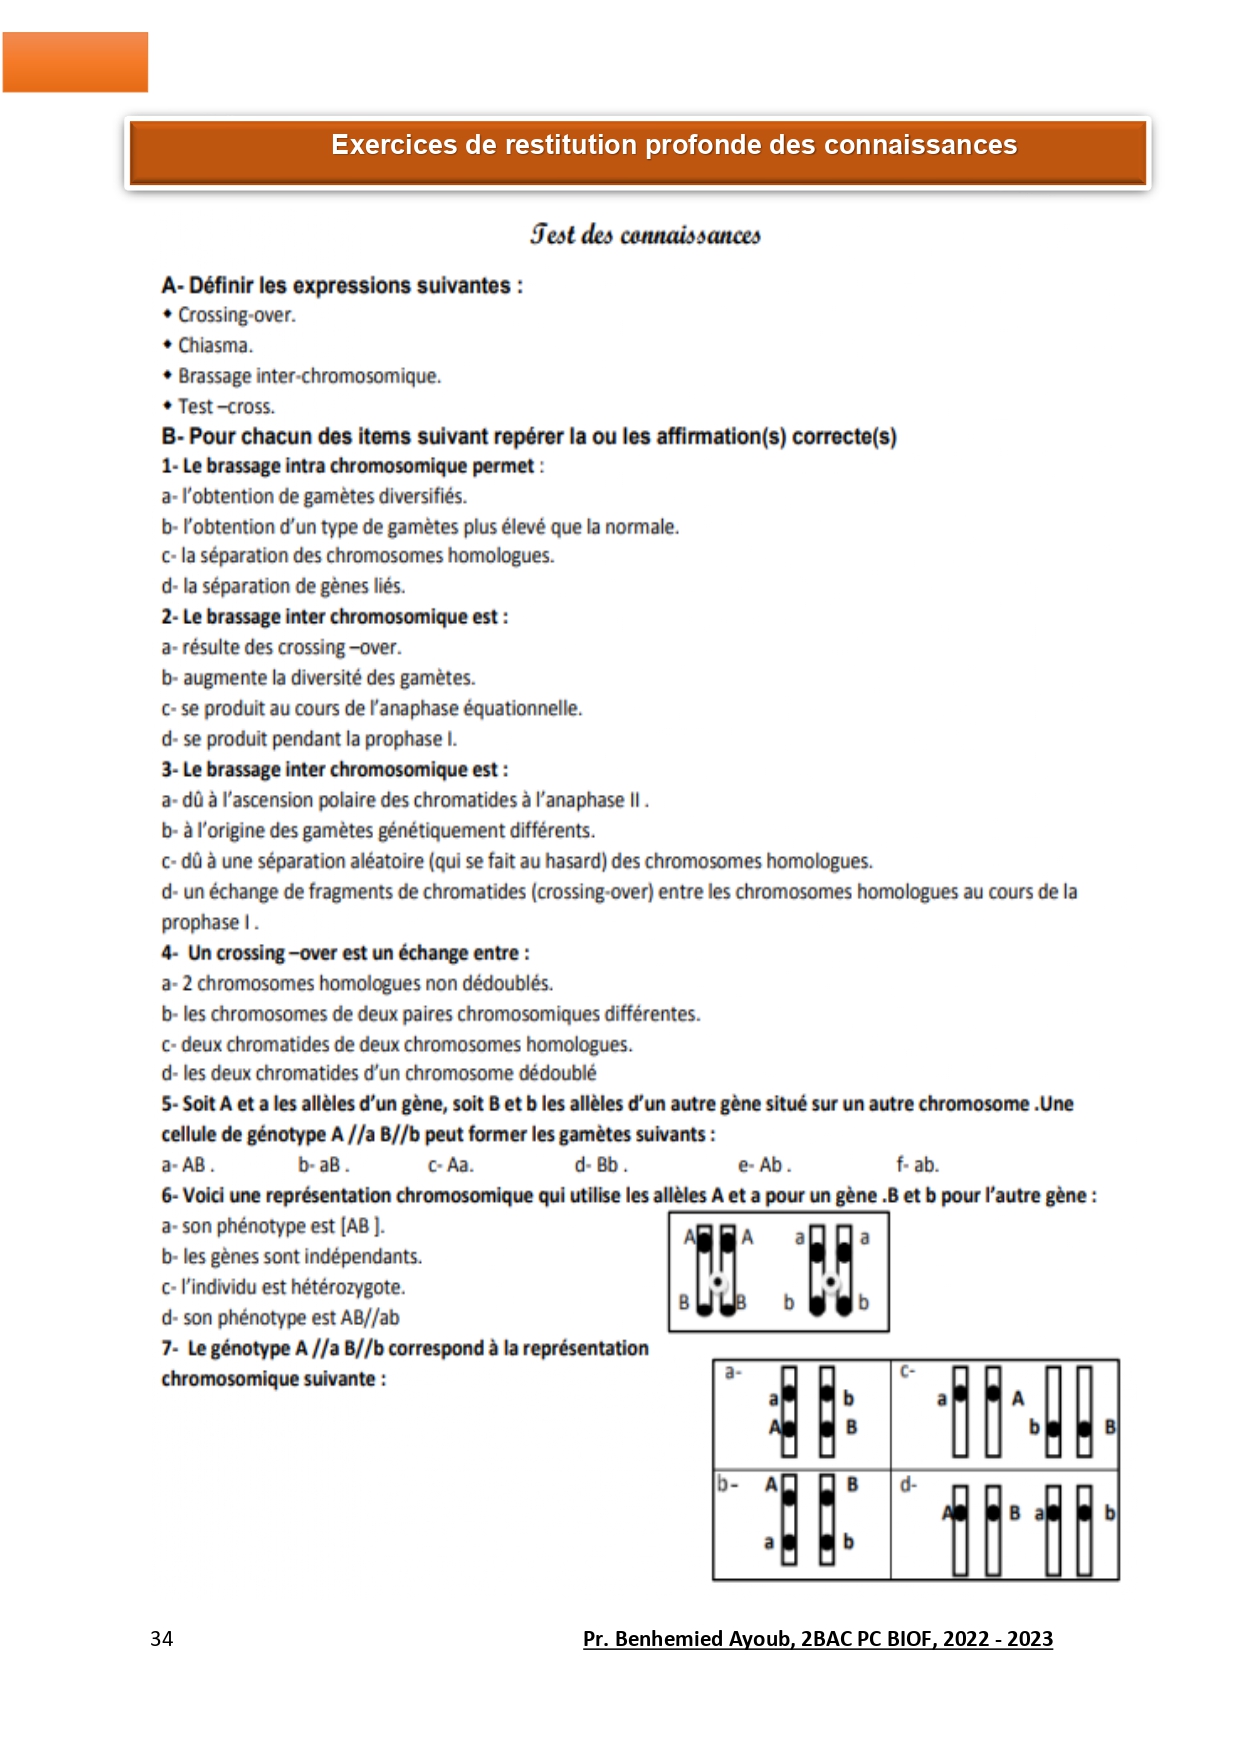 Exercices de restitution profonde des connaissances
Test des connaissances
A- Définir les expressions suivantes :
◆ Crossing-over.
◆ Chiasma.
◆ Brassage inter-chromosomique.
◆ Test –cross.
B- Pour chacun des items suivant repérer la ou les affirmation(s) correcte(s)
1- Le brassage intra chromosomique permet :
a- l’obtention de gamètes diversifiés.
b- l’obtention d’un type de gamètes plus élevé que la normale.
c- la séparation des chromosomes homologues.
d- la séparation de gènes liés.
2- Le brassage inter chromosomique est :
a- résulte des crossing –over.
b- augmente la diversité des gamètes.
c- se produit au cours de l’anaphase équationnelle.
d- se produit pendant la prophase I.
3- Le brassage inter chromosomique est :
a- dû à l’ascension polaire des chromatides à l’anaphase II .
b- à l’origine des gamètes génétiquement différents.
c- dû à une séparation aléatoire (qui se fait au hasard) des chromosomes homologues.
d- un échange de fragments de chromatides (crossing-over) entre les chromosomes homologues au cours de la
prophase I .
4- Un crossing –over est un échange entre :
a- 2 chromosomes homologues non dédoublés.
b- les chromosomes de deux paires chromosomiques différentes.
c- deux chromatides de deux chromosomes homologues.
d- les deux chromatides d’un chromosome dédoublé
5- Soit A et a les allèles d’un gène, soit B et b les allèles d’un autre gène situé sur un autre chromosome .Une
cellule de génotype A //a B//b peut former les gamètes suivants :
a- AB . b- aB . c- Aa. d- Bb . e- Ab . f- ab.
6- Voici une représentation chromosomique qui utilise les allèles A et a pour un gène .B et b pour l’autre gène :
a- son phénotype est [AB ].
b- les gènes sont indépendants.
c- l’individu est hétérozygote.
d- son phénotype est AB//ab
A A a a
B B b b
7- Le génotype A //a B//b correspond à la représentation
chromosomique suivante :
a- c-
a b a A
A B b B
b- A B d-
A B a b
a b
34 Pr. Benhemied Ayoub, 2BAC PC BIOF, 2022 - 2023